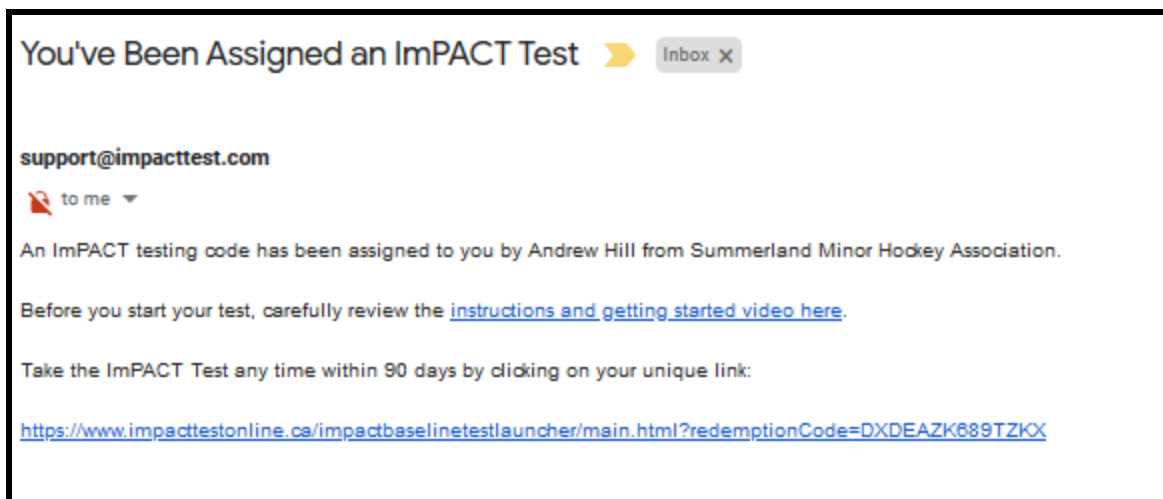 You've Been Assigned an ImPACT Test Inbox x
support@impacttest.com
to me
An ImPACT testing code has been assigned to you by Andrew Hill from Summerland Minor Hockey Association.
Before you start your test, carefully review the instructions and getting started video here.
Take the ImPACT Test any time within 90 days by clicking on your unique link:
https://www.impacttestonline.ca/impactbaselinetestlauncher/main.html?redemptionCode=DXDEAZK689TZKX